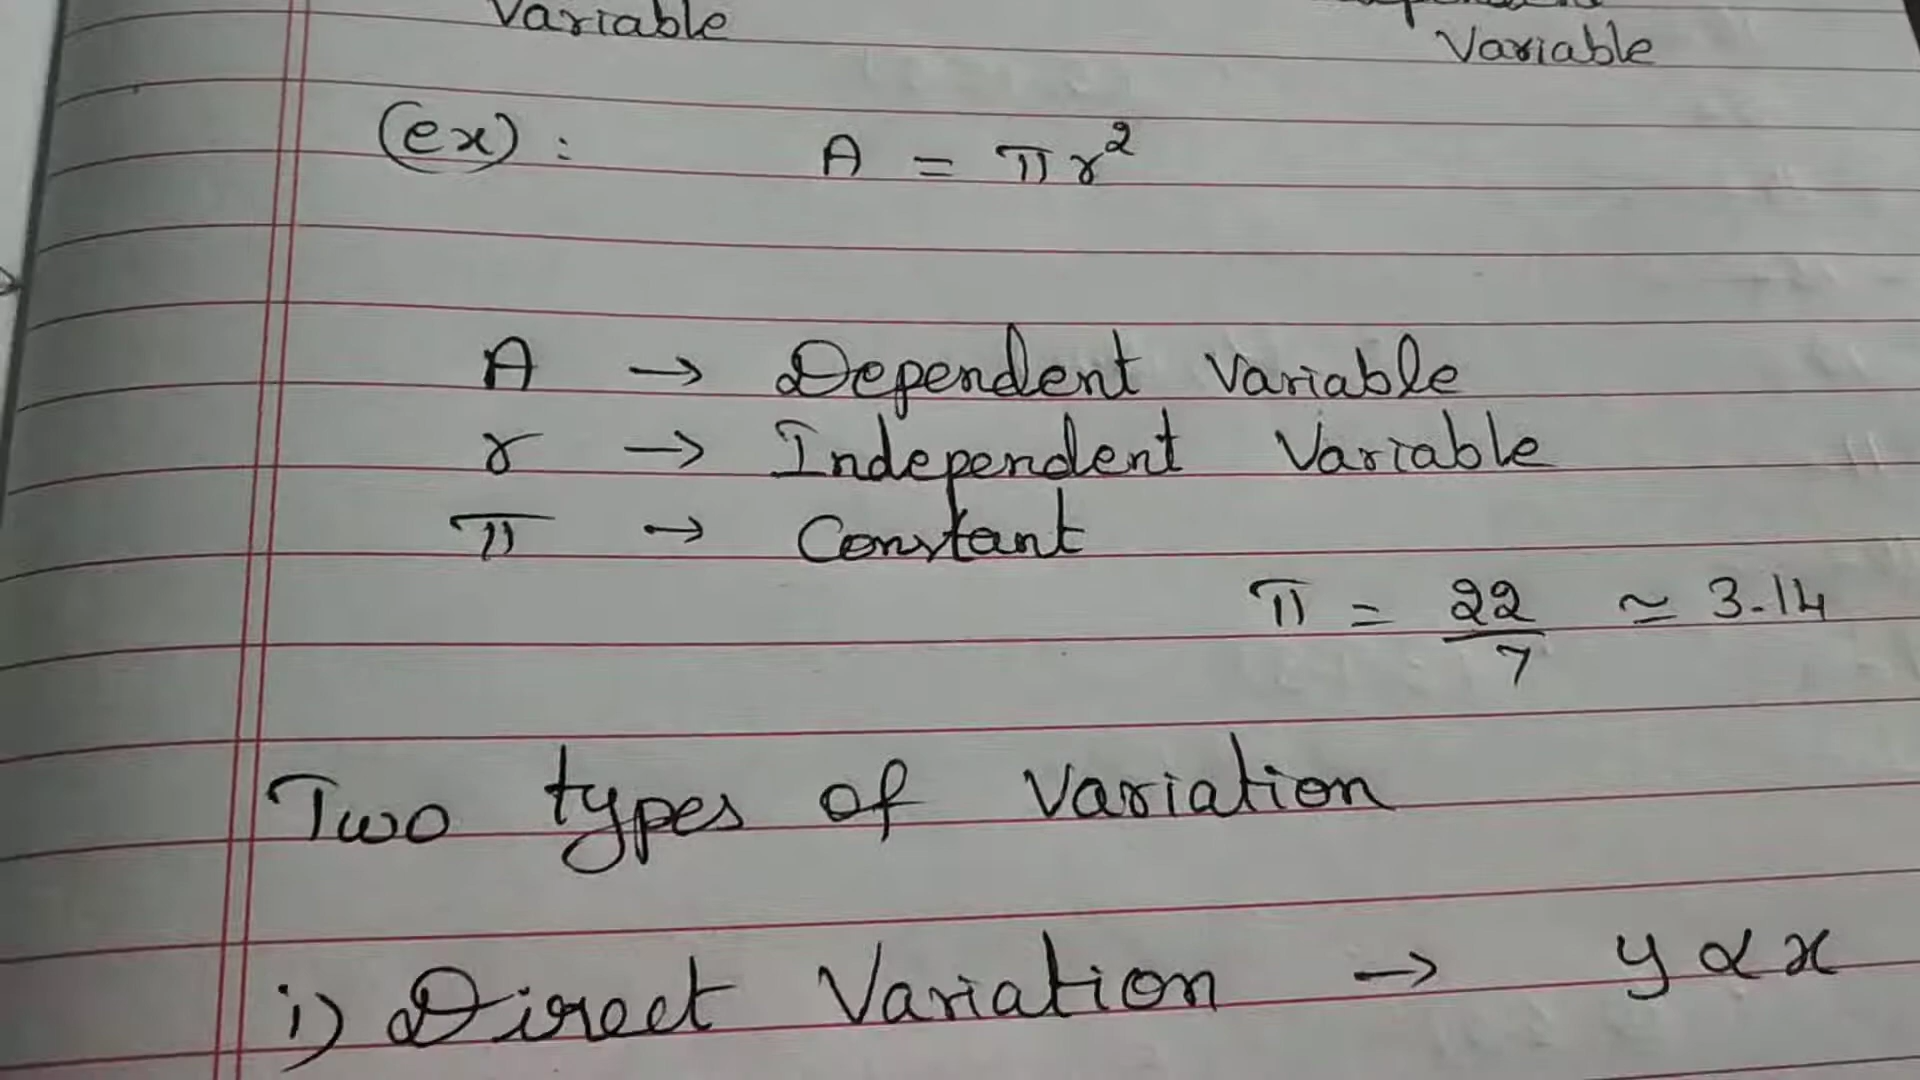 Variable
Variable
(ex) : A = πr²
A → Dependent Variable
r → Independent Variable
π → Constant
π = 22/7 ≃ 3.14
Two types of Variation
i) Direct Variation → y ∝ x